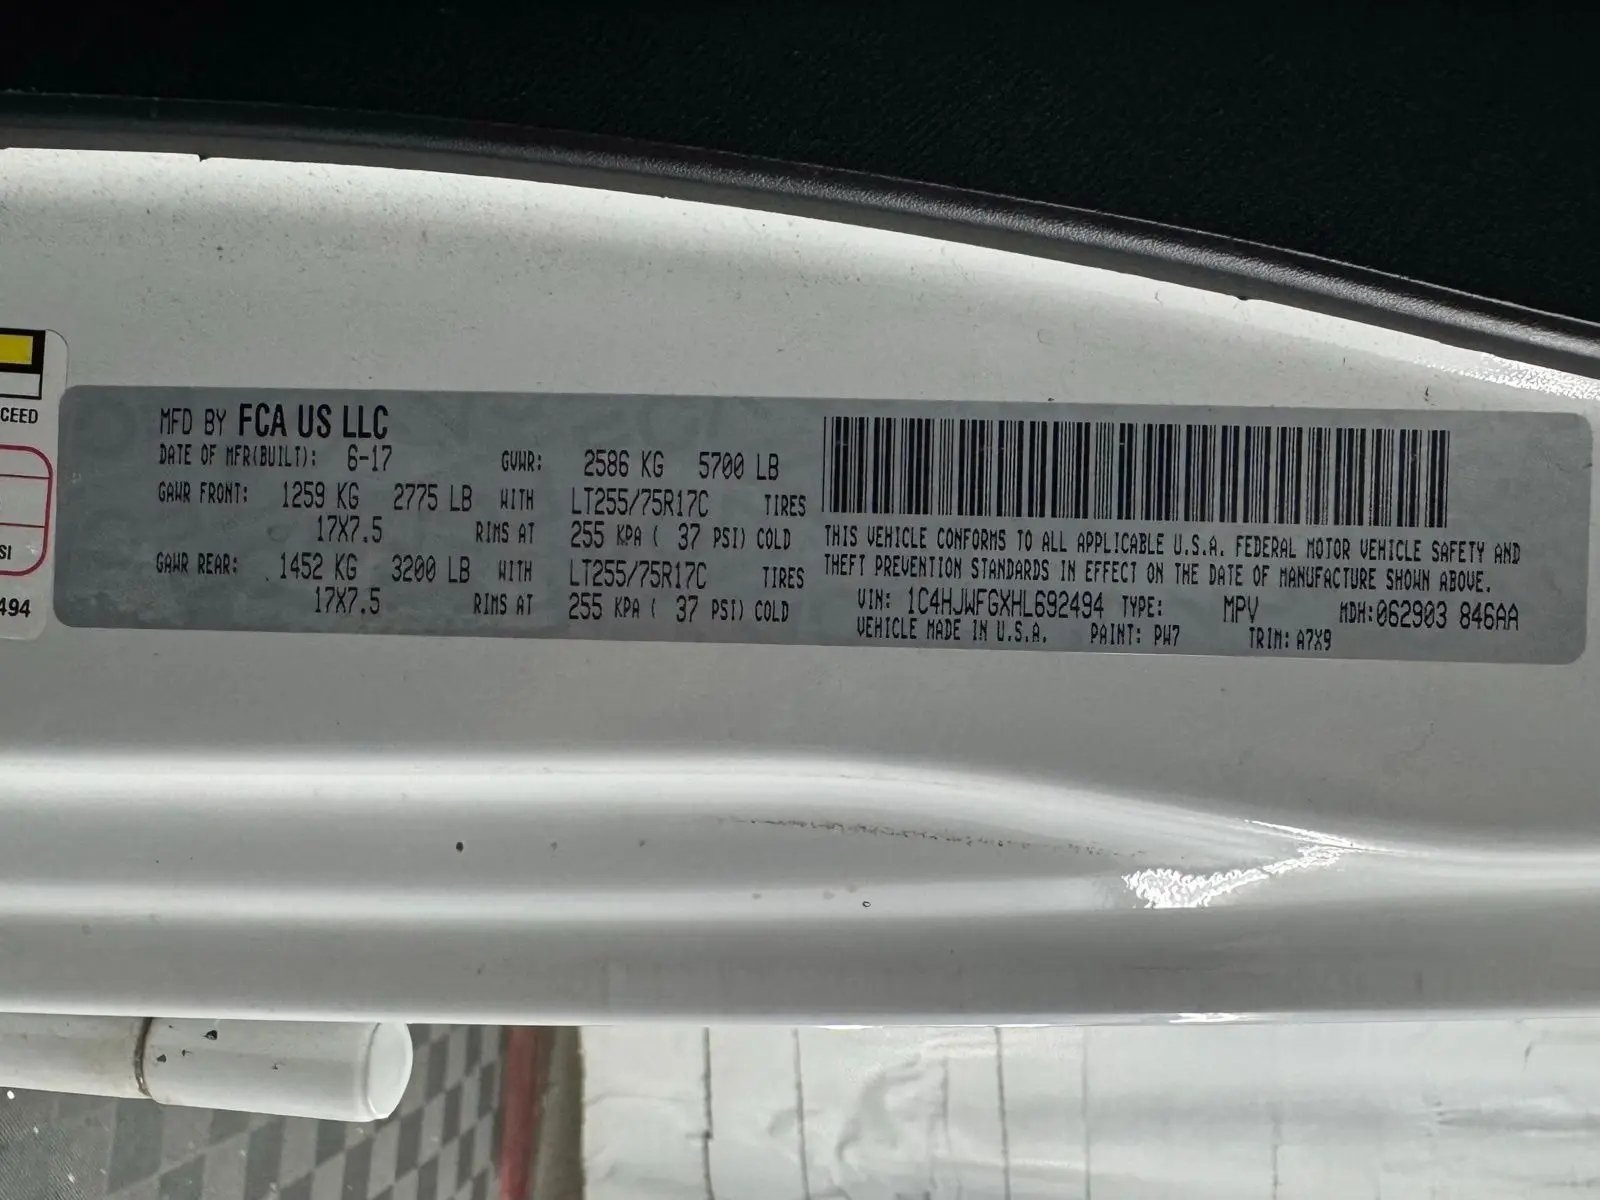 CEED
SI
494
MFD BY FCA US LLC
DATE OF MFR(BUILT): 6-17 GVWR: 2586 KG 5700 LB
GAWR FRONT: 1259 KG 2775 LB WITH LT255/75R17C TIRES
17X7.5 RIMS AT 255 KPA ( 37 PSI) COLD
GAWR REAR: 1452 KG 3200 LB WITH LT255/75R17C TIRES
17X7.5 RIMS AT 255 KPA ( 37 PSI) COLD
THIS VEHICLE CONFORMS TO ALL APPLICABLE U.S.A. FEDERAL MOTOR VEHICLE SAFETY AND
THEFT PREVENTION STANDARDS IN EFFECT ON THE DATE OF MANUFACTURE SHOWN ABOVE.
VIN: 1C4HJWFGXHL692494 TYPE: MPV MDH:062903 846AA
VEHICLE MADE IN U.S.A. PAINT: PW7 TRIM: A7X9